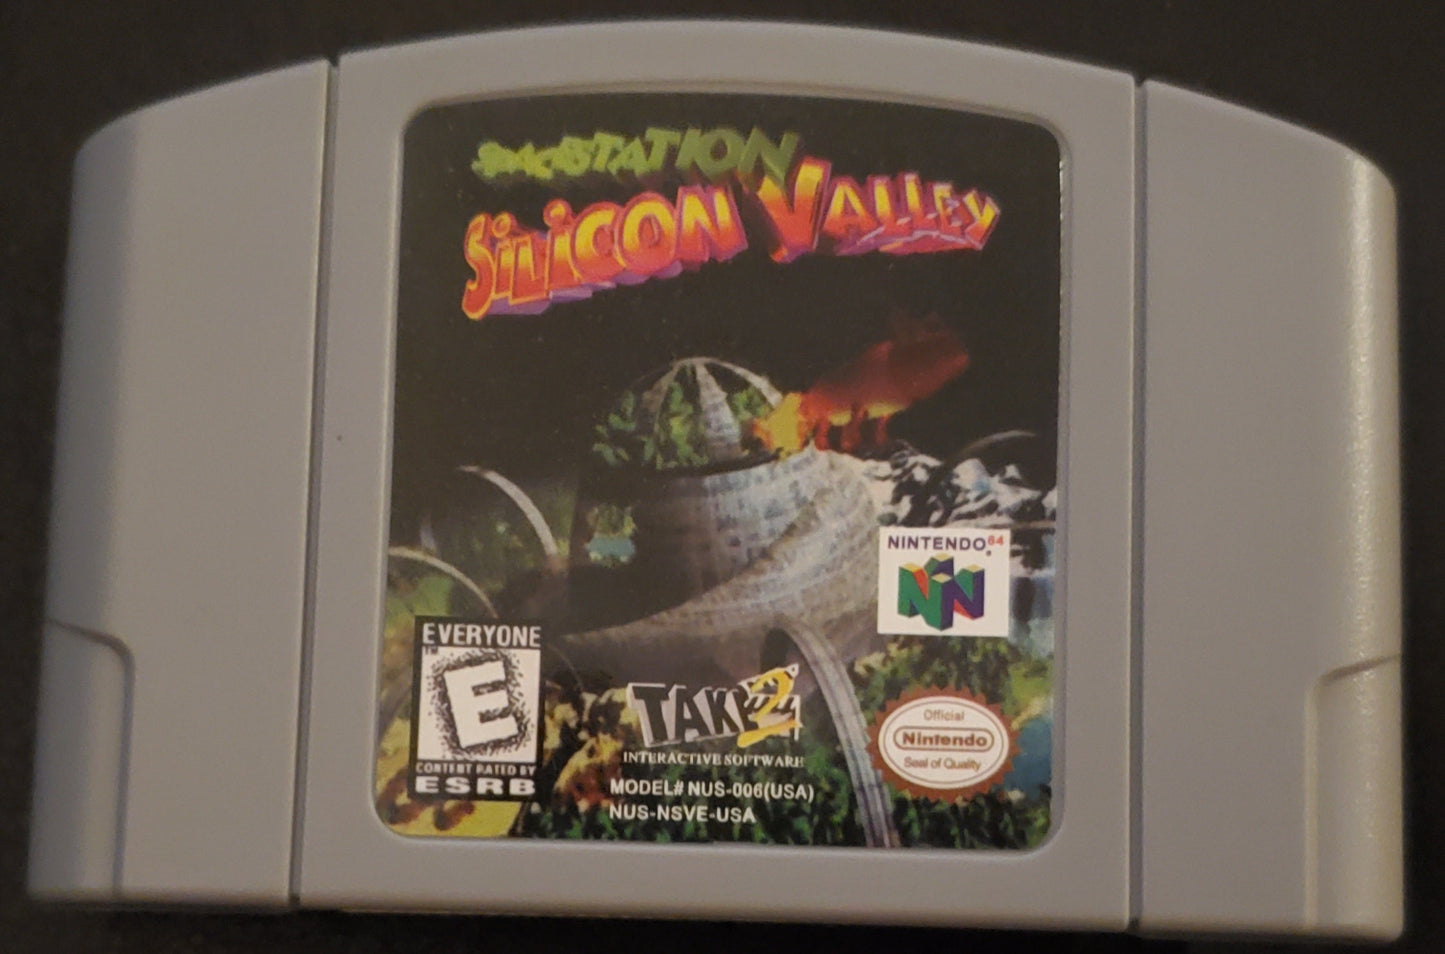 SPACESTATION
SILICON VALLEY
NINTENDO64
EVERYONE
E
CONTENT RATED BY
ESRB
TAKE 2
INTERACTIVE SOFTWARE
MODEL# NUS-006(USA)
NUS-NSVE-USA
Official
Nintendo
Seal of Quality